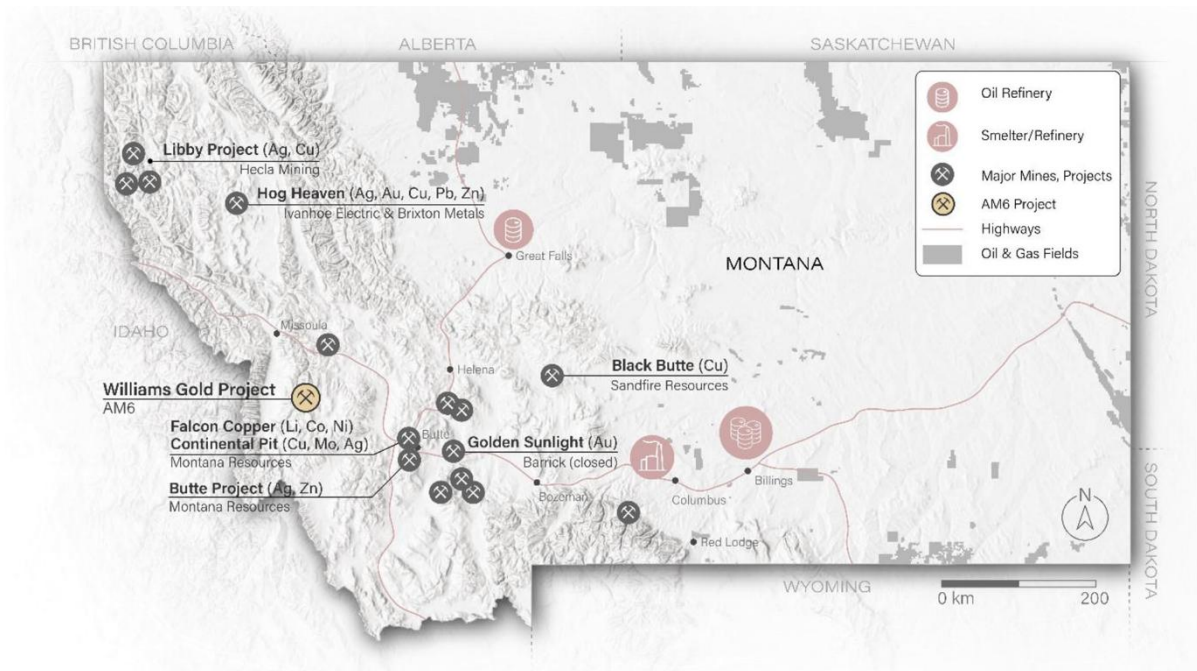 BRITISH COLUMBIA
ALBERTA
SASKATCHEWAN
Oil Refinery
Smelter/Refinery
Major Mines, Projects
AM6 Project
Highways
Oil & Gas Fields
Libby Project (Ag, Cu)
Hecla Mining
Hog Heaven (Ag, Au, Cu, Pb, Zn)
Ivanhoe Electric & Brixton Metals
Great Falls
MONTANA
NORTH DAKOTA
IDAHO
Missoula
Helena
Black Butte (Cu)
Sandfire Resources
Williams Gold Project
AM6
Falcon Copper (Li, Co, Ni)
Continental Pit (Cu, Mo, Ag)
Montana Resources
Butte
Golden Sunlight (Au)
Barrick (closed)
Butte Project (Ag, Zn)
Montana Resources
Bozeman
Columbus
Billings
Red Lodge
N
SOUTH DAKOTA
WYOMING
0 km
200